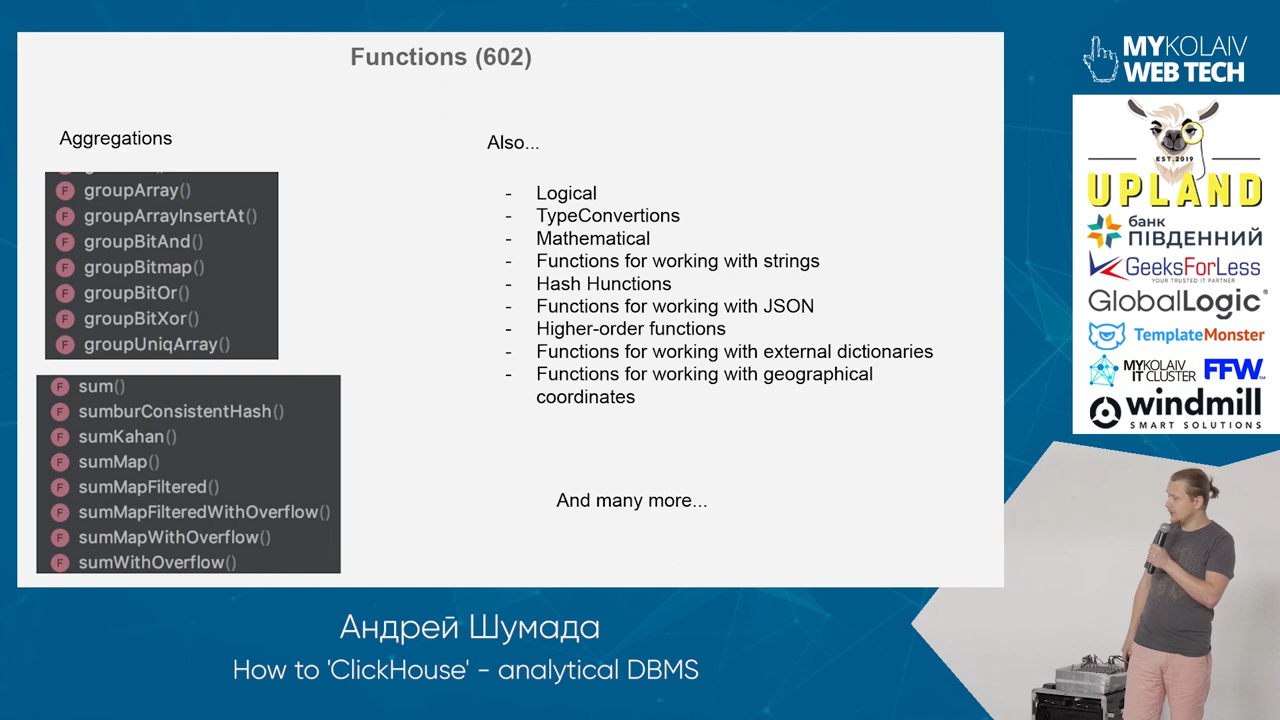 Functions (602)
Aggregations
groupArray()
groupArrayInsertAt()
groupBitAnd()
groupBitmap()
groupBitOr()
groupBitXor()
groupUniqArray()
sum()
sumburConsistentHash()
sumKahan()
sumMap()
sumMapFiltered()
sumMapFilteredWithOverflow()
sumMapWithOverflow()
sumWithOverflow()
Also...
- Logical
- TypeConvertions
- Mathematical
- Functions for working with strings
- Hash Hunctions
- Functions for working with JSON
- Higher-order functions
- Functions for working with external dictionaries
- Functions for working with geographical
coordinates
And many more...
MYKOLAIV
WEB TECH
EST.2019
UPLAND
банк
ПІВДЕННИЙ
GeeksForLess
YOUR TRUSTED IT PARTNER
GlobalLogic®
TemplateMonster
MYKOLAIV
IT CLUSTER
FFW
windmill
SMART SOLUTIONS
Андрей Шумада
How to 'ClickHouse' - analytical DBMS